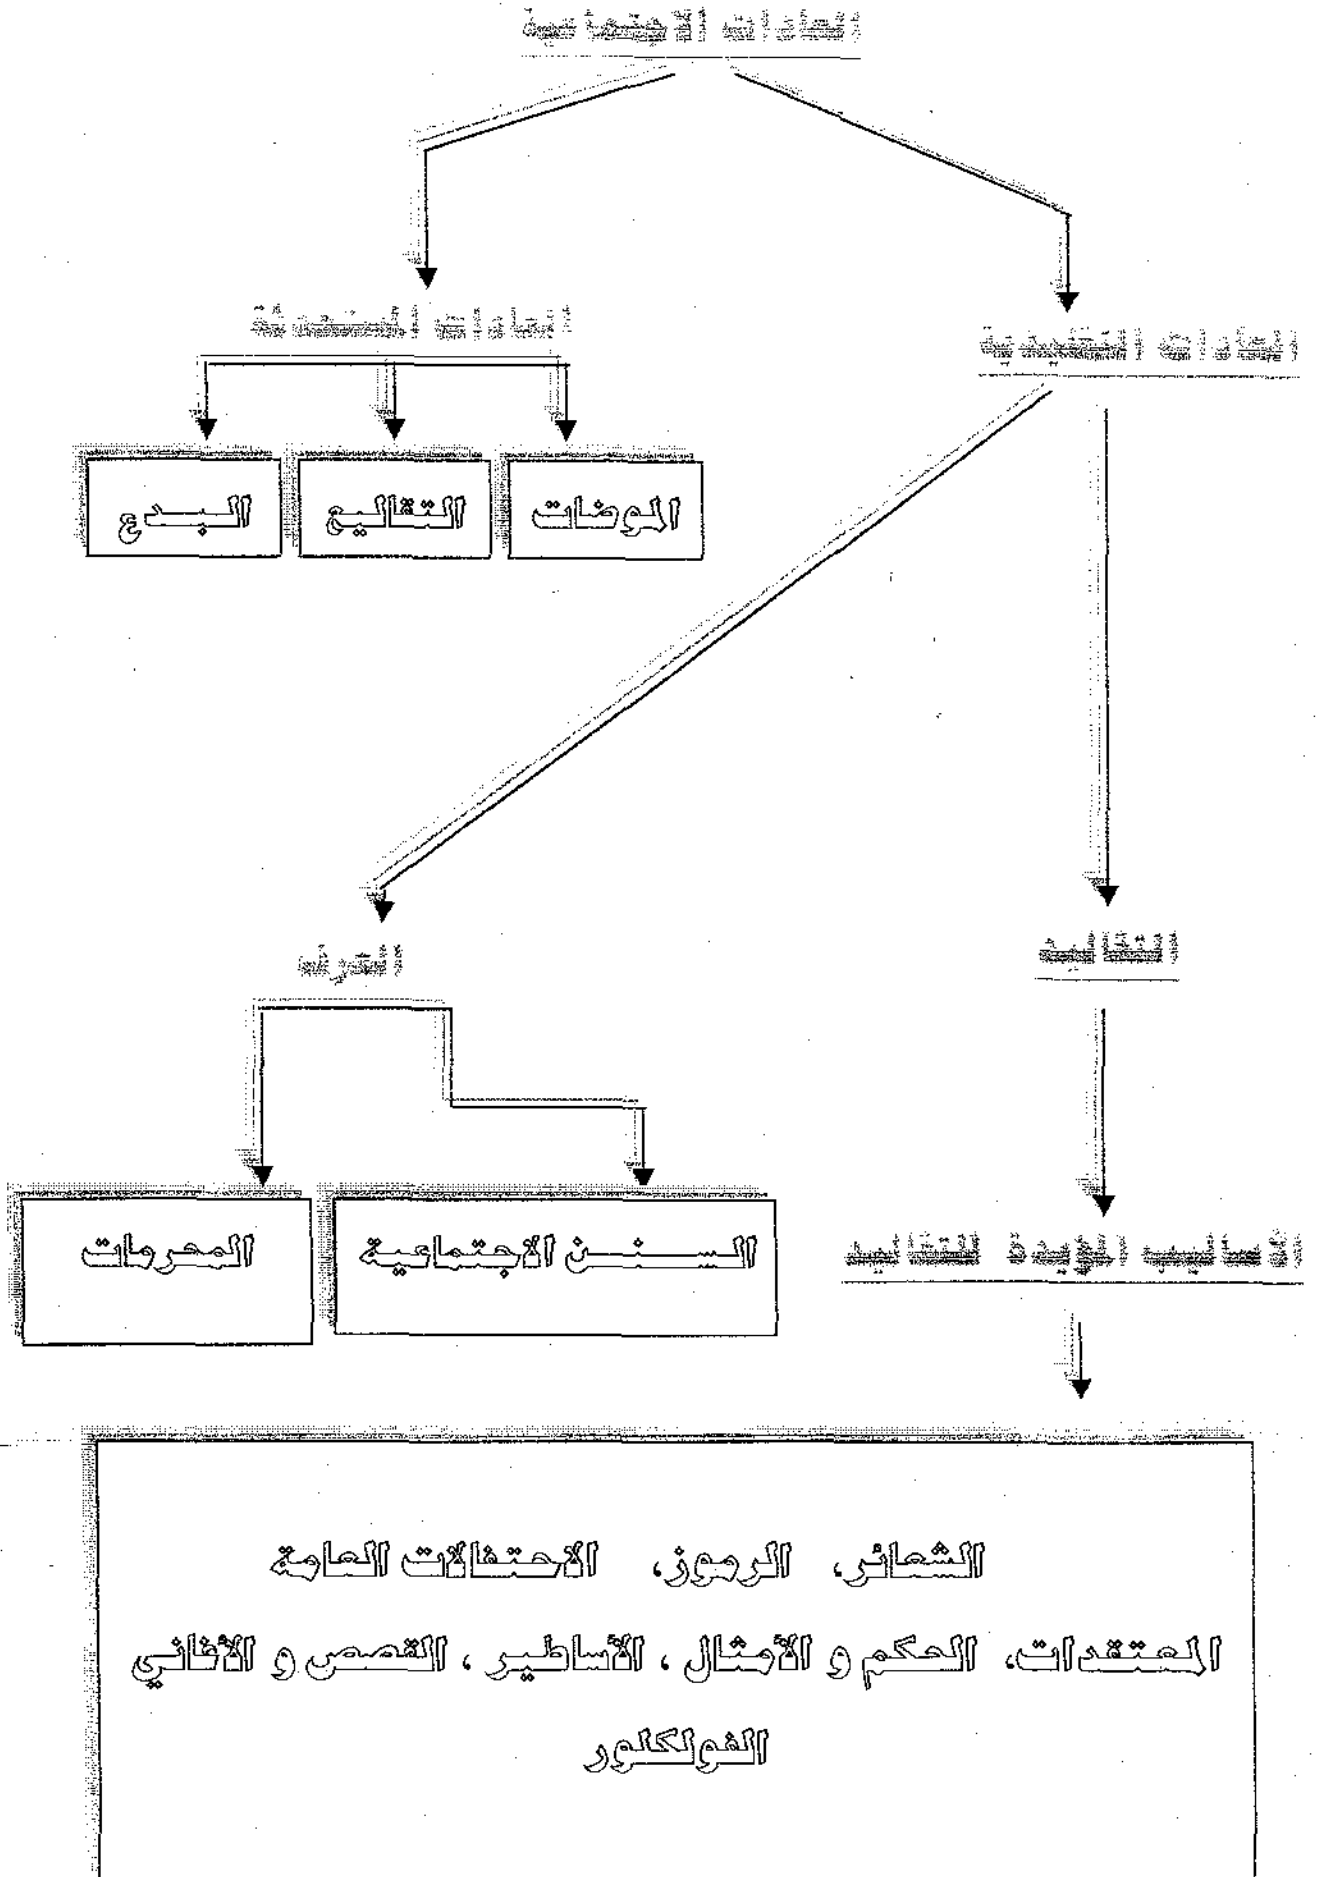 العادات الاجتماعية
العادات المستحدثة
العادات التقليدية
الموضات
التقاليع
البدع
العرف
التقاليد
السنن الاجتماعية
المحرمات
الأساليب المؤيدة للتقاليد
الشعائر، الرموز، الاحتفالات العامة
المعتقدات، الحكم و الأمثال، الأساطير، القصص و الأغاني
الفولكلور